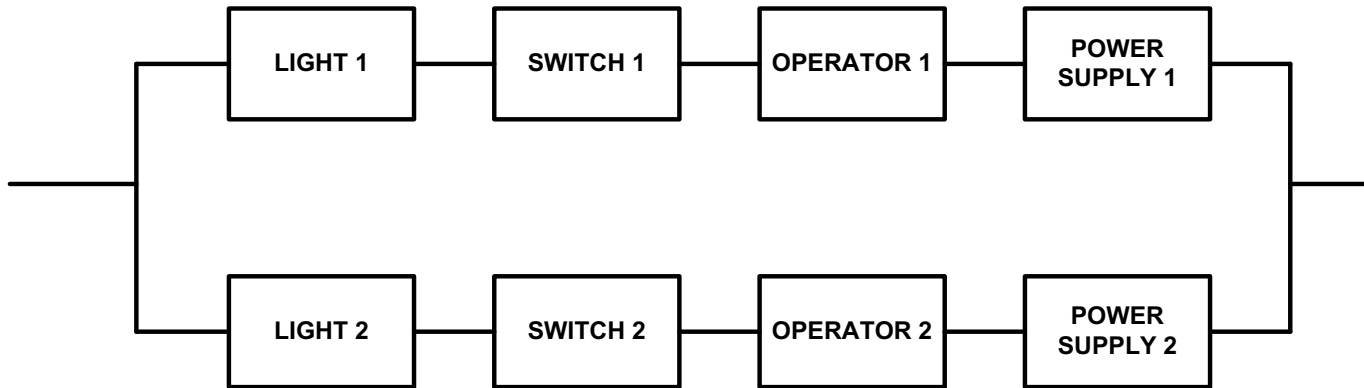 LIGHT 1
SWITCH 1
OPERATOR 1
POWER
SUPPLY 1
LIGHT 2
SWITCH 2
OPERATOR 2
POWER
SUPPLY 2